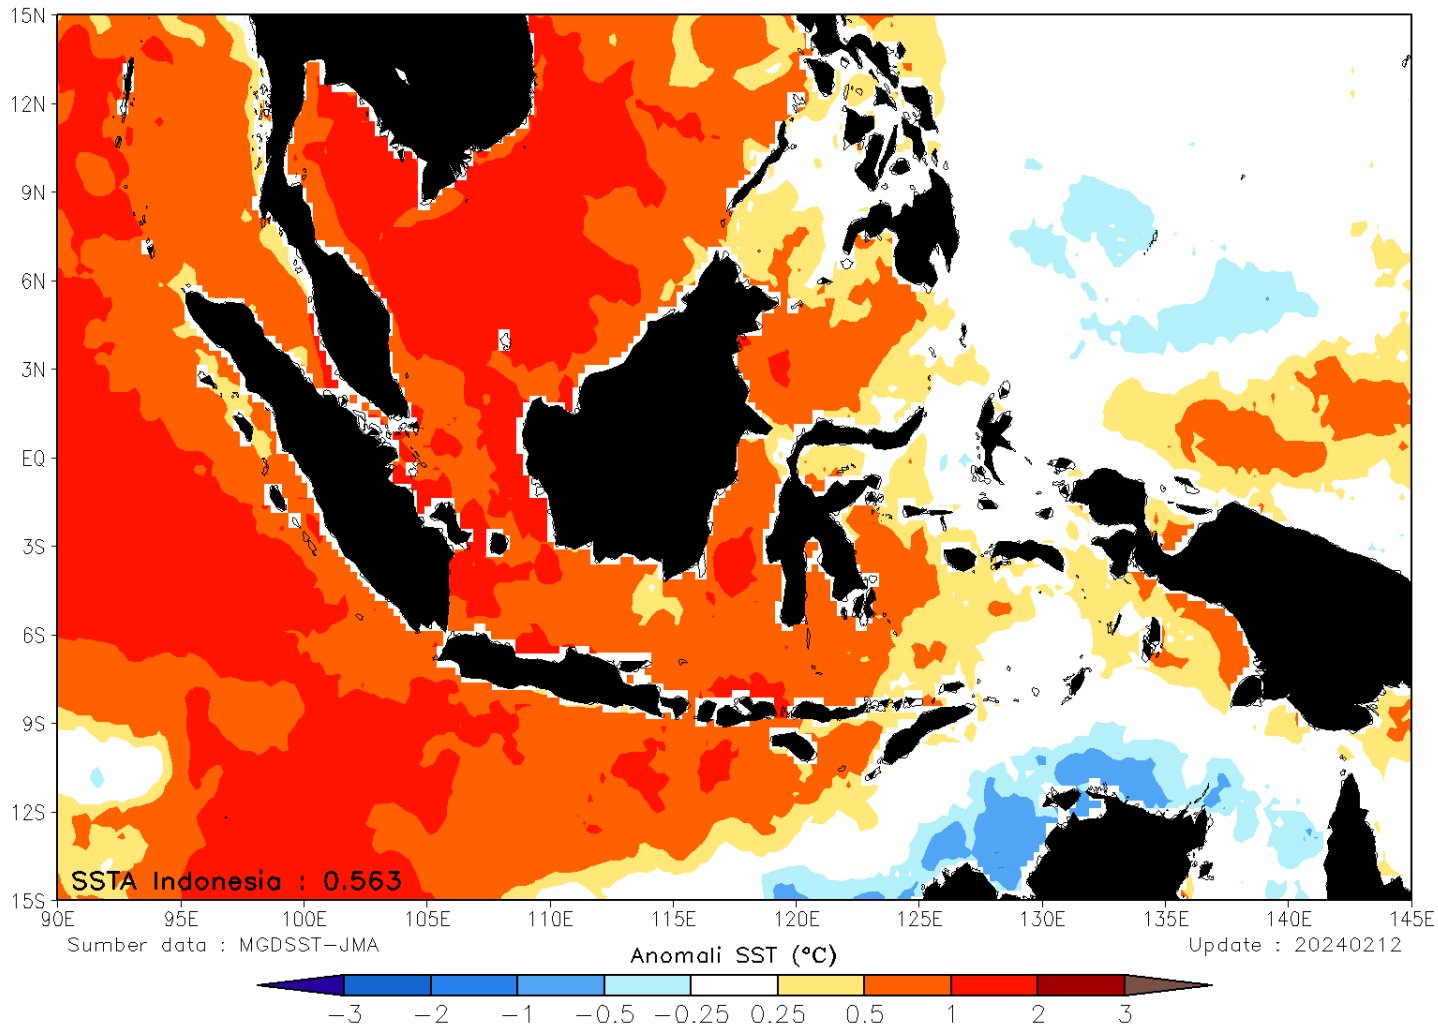 15N
12N
9N
6N
3N
EQ
3S
6S
9S
12S
15S
SSTA Indonesia : 0.563
90E 95E 100E 105E 110E 115E 120E 125E 130E 135E 140E 145E
Sumber data : MGDSST-JMA
Update : 20240212
Anomali SST (°C)
-3 -2 -1 -0.5 -0.25 0.25 0.5 1 2 3